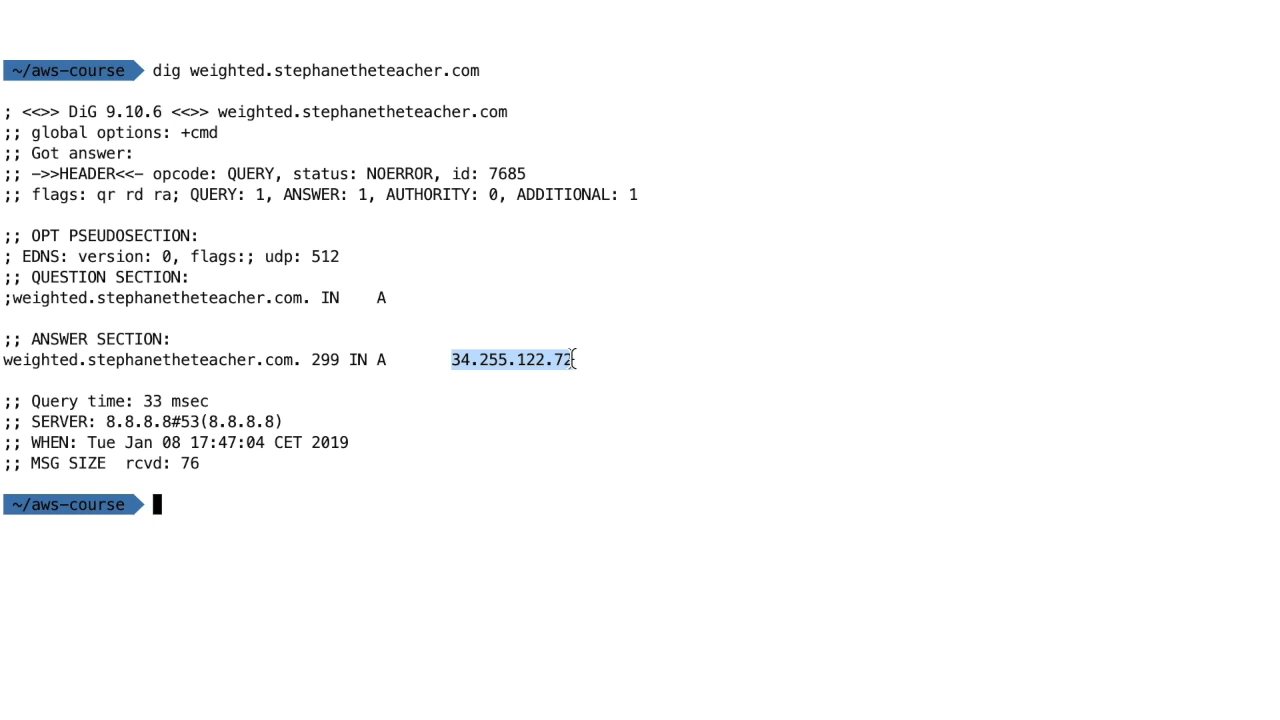 ~/aws-course dig weighted.stephanetheteacher.com
; <<>> DiG 9.10.6 <<>> weighted.stephanetheteacher.com
;; global options: +cmd
;; Got answer:
;; ->>HEADER<<- opcode: QUERY, status: NOERROR, id: 7685
;; flags: qr rd ra; QUERY: 1, ANSWER: 1, AUTHORITY: 0, ADDITIONAL: 1
;; OPT PSEUDOSECTION:
; EDNS: version: 0, flags:; udp: 512
;; QUESTION SECTION:
;weighted.stephanetheteacher.com. IN A
;; ANSWER SECTION:
weighted.stephanetheteacher.com. 299 IN A 34.255.122.72
;; Query time: 33 msec
;; SERVER: 8.8.8.8#53(8.8.8.8)
;; WHEN: Tue Jan 08 17:47:04 CET 2019
;; MSG SIZE rcvd: 76
~/aws-course